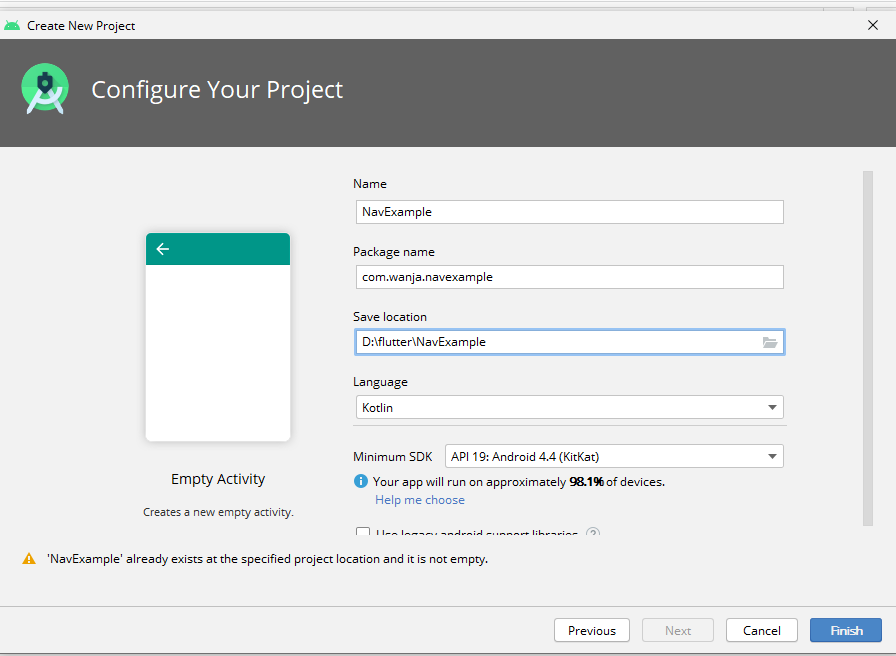 Create New Project
Configure Your Project
Name
NavExample
Package name
com.wanja.navexample
Save location
D:\flutter\NavExample
Language
Kotlin
Minimum SDK API 19: Android 4.4 (KitKat)
i Your app will run on approximately 98.1% of devices.
Help me choose
Use legacy android support libraries ?
Empty Activity
Creates a new empty activity.
'NavExample' already exists at the specified project location and it is not empty.
Previous Next Cancel Finish